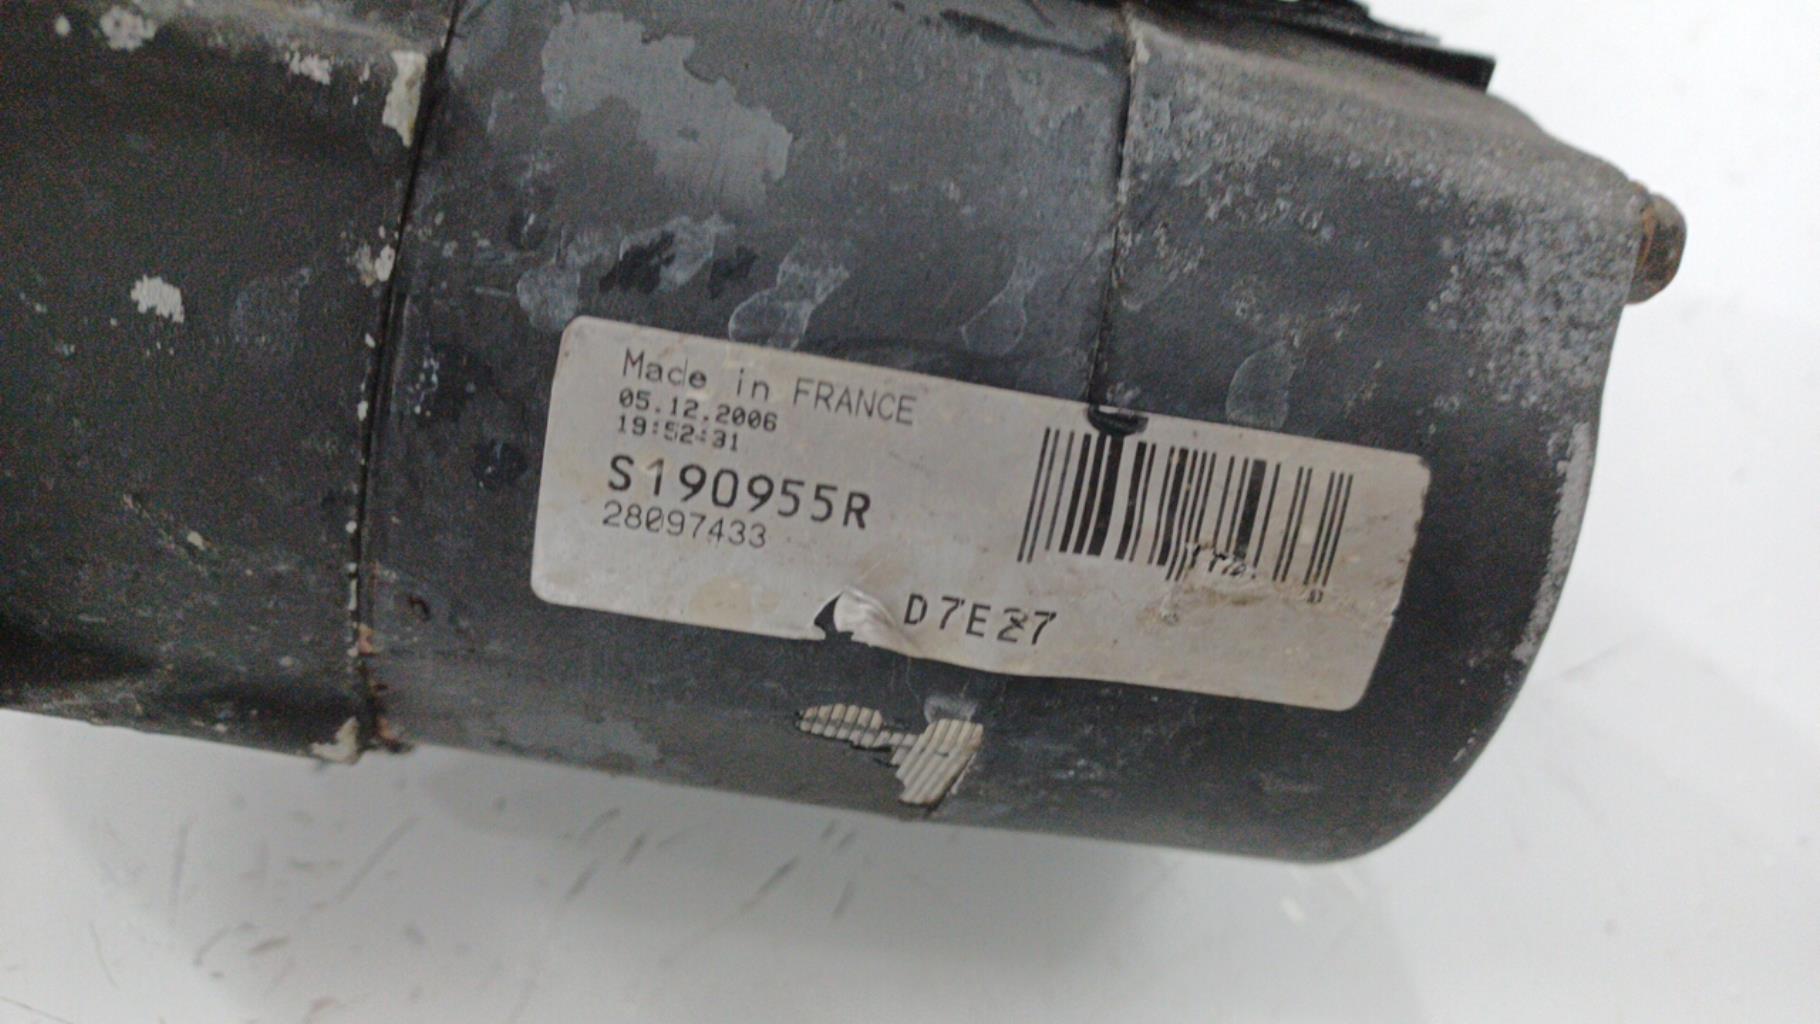 Made in FRANCE
05.12.2006
19:52:31
S190955R
28097433
D7E27